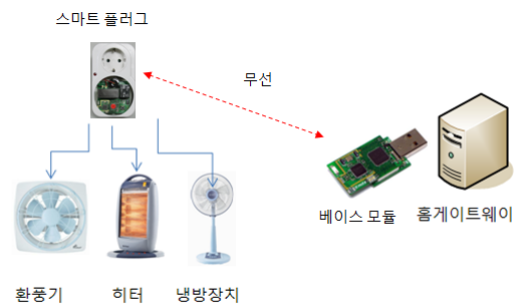 스마트 플러그
무선
베이스 모듈
홈게이트웨이
환풍기
히터
냉방장치